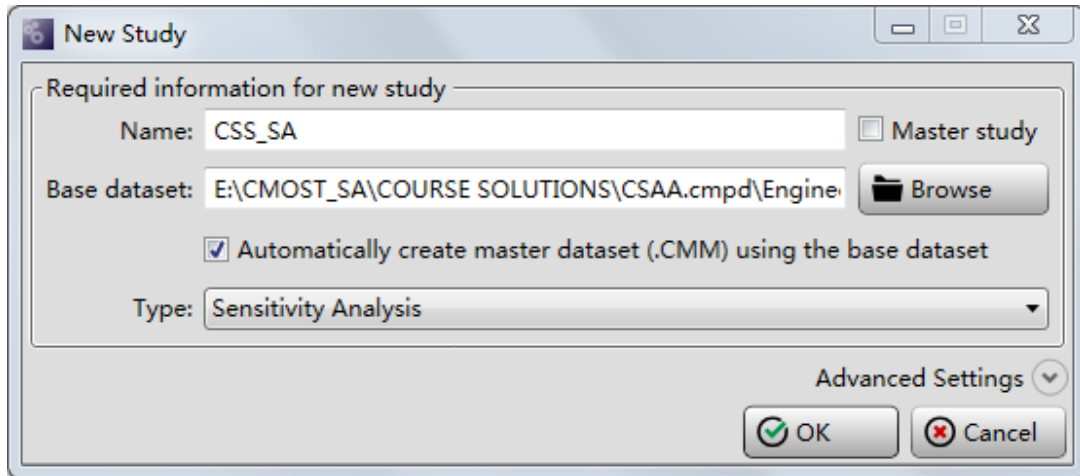 New Study
Required information for new study
Name: CSS_SA Master study
Base dataset: E:\CMOST_SA\COURSE SOLUTIONS\CSAA.cmpd\Enginee Browse
Automatically create master dataset (.CMM) using the base dataset
Type: Sensitivity Analysis
Advanced Settings
OK Cancel